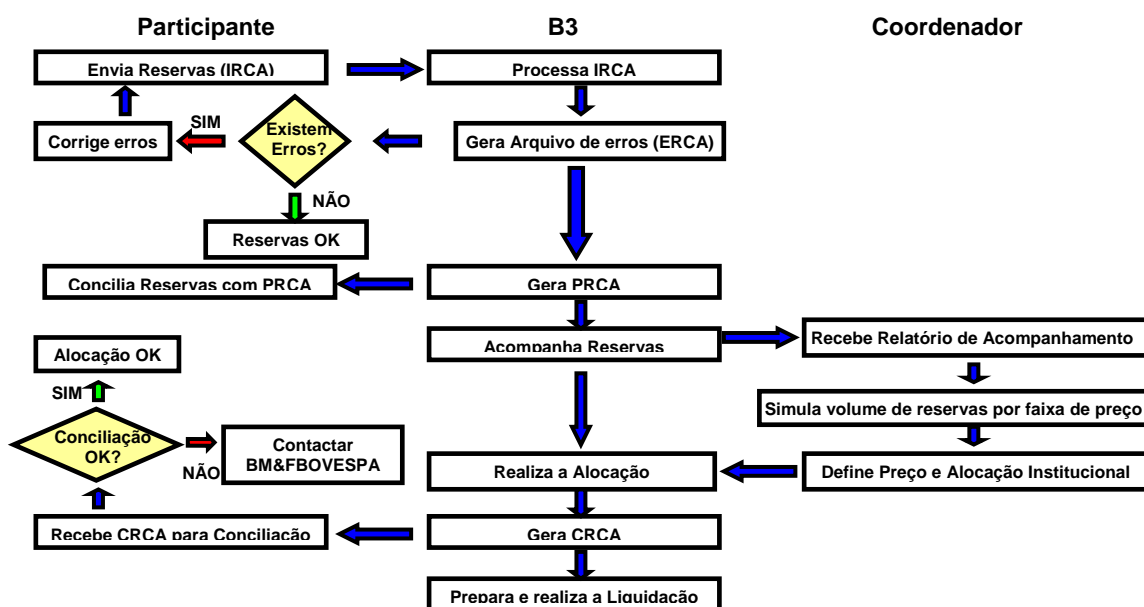 Participante
B3
Coordenador
Envia Reservas (IRCA)
Processa IRCA
SIM
Existem
Erros?
Corrige erros
Gera Arquivo de erros (ERCA)
NÃO
Reservas OK
Concilia Reservas com PRCA
Gera PRCA
Acompanha Reservas
Recebe Relatório de Acompanhamento
Alocação OK
SIM
Simula volume de reservas por faixa de preço
Conciliação
OK?
NÃO
Contactar
BM&FBOVESPA
Realiza a Alocação
Define Preço e Alocação Institucional
Recebe CRCA para Conciliação
Gera CRCA
Prepara e realiza a Liquidação